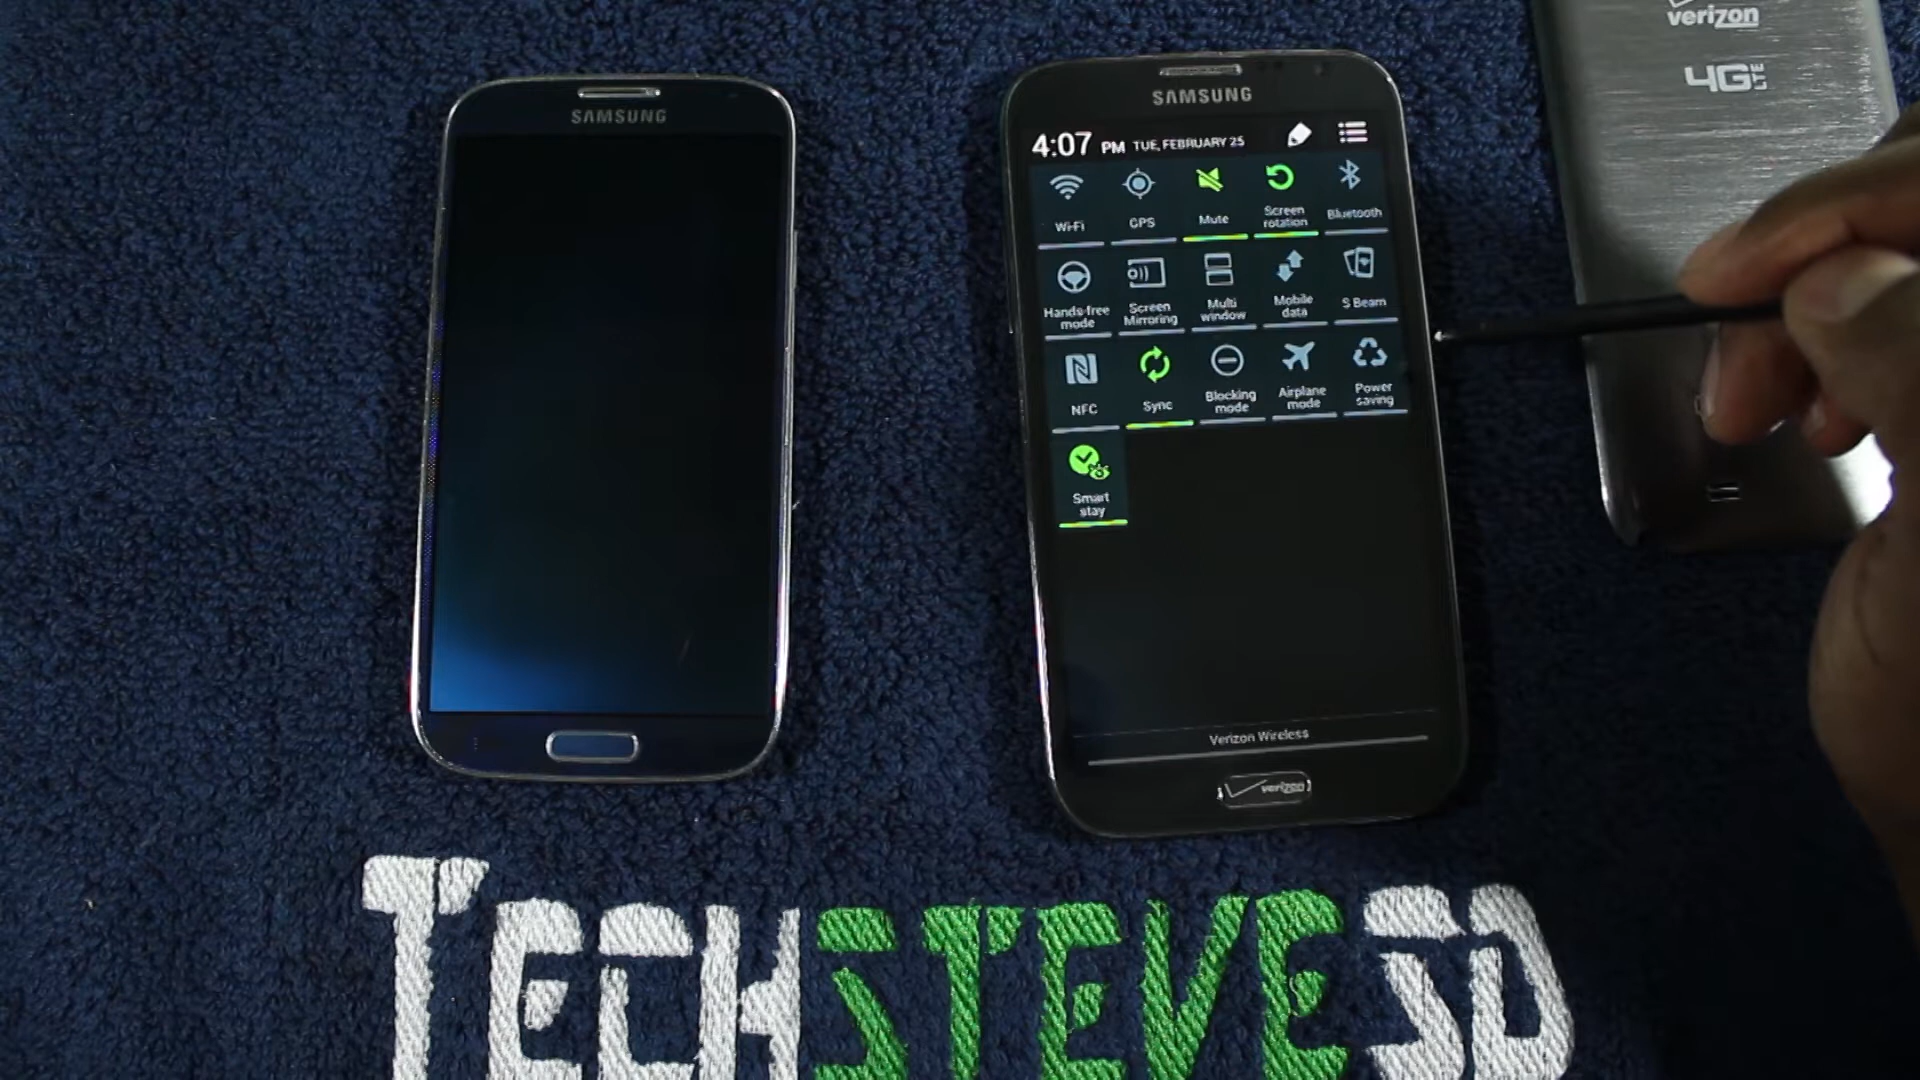 verizon
4G LTE
SAMSUNG
SAMSUNG
4:07 PM TUE, FEBRUARY 25
Wi-Fi
GPS
Mute
Screen rotation
Bluetooth
Hands-free mode
Screen Mirroring
Multi window
Mobile data
S Beam
NFC
Sync
Blocking mode
Airplane mode
Power saving
Smart stay
Verizon Wireless
verizon
TECHSTEVE3D